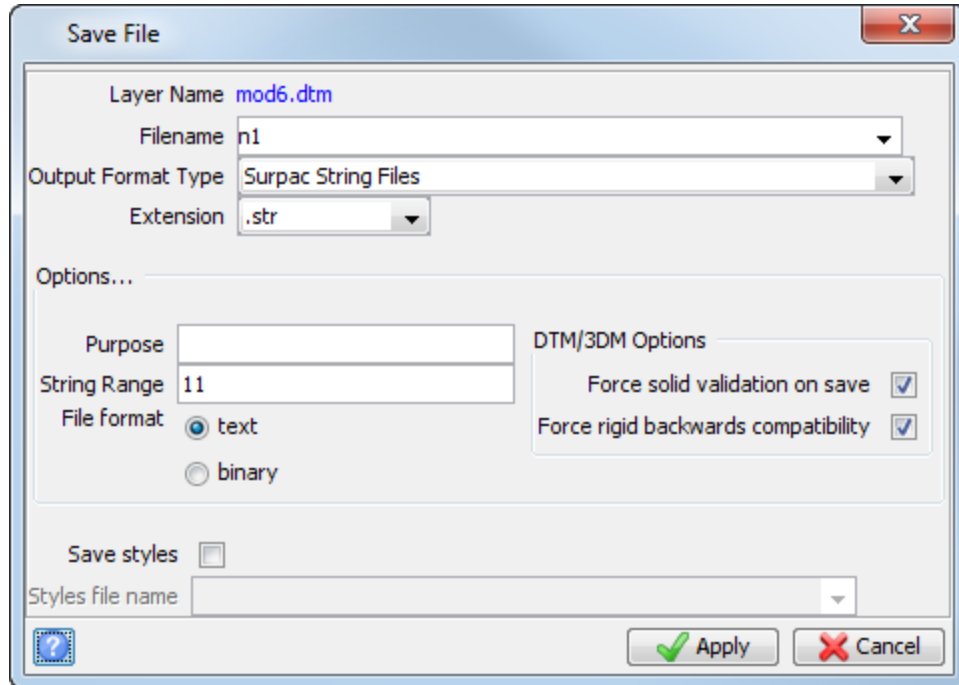 Save File
Layer Name mod6.dtm
Filename n1
Output Format Type Surpac String Files
Extension .str
Options...
Purpose
String Range 11
File format text
binary
DTM/3DM Options
Force solid validation on save
Force rigid backwards compatibility
Save styles
Styles file name
? Apply Cancel